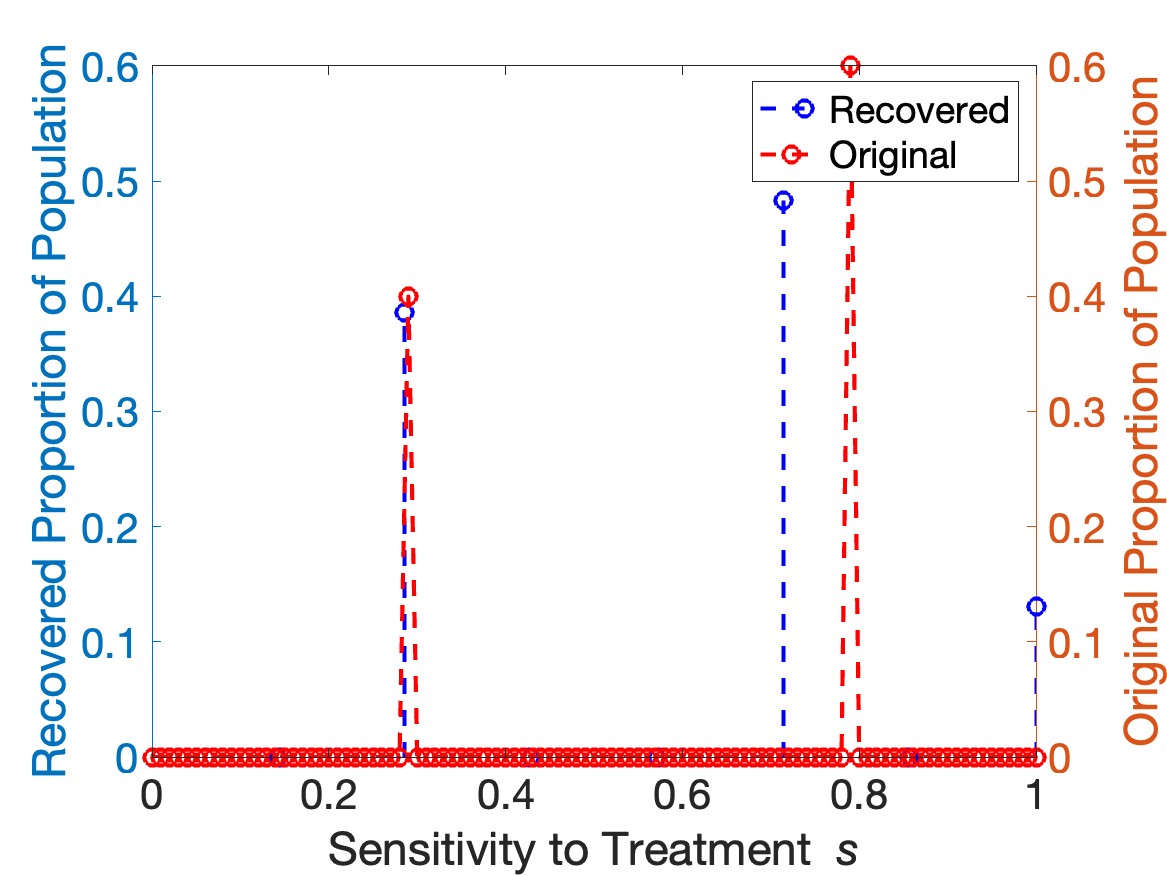 Recovered Proportion of Population
0.6
0.5
0.4
0.3
0.2
0.1
0
Recovered
Original
0.6
0.5
0.4
0.3
0.2
0.1
0
Original Proportion of Population
0 0.2 0.4 0.6 0.8 1
Sensitivity to Treatment s